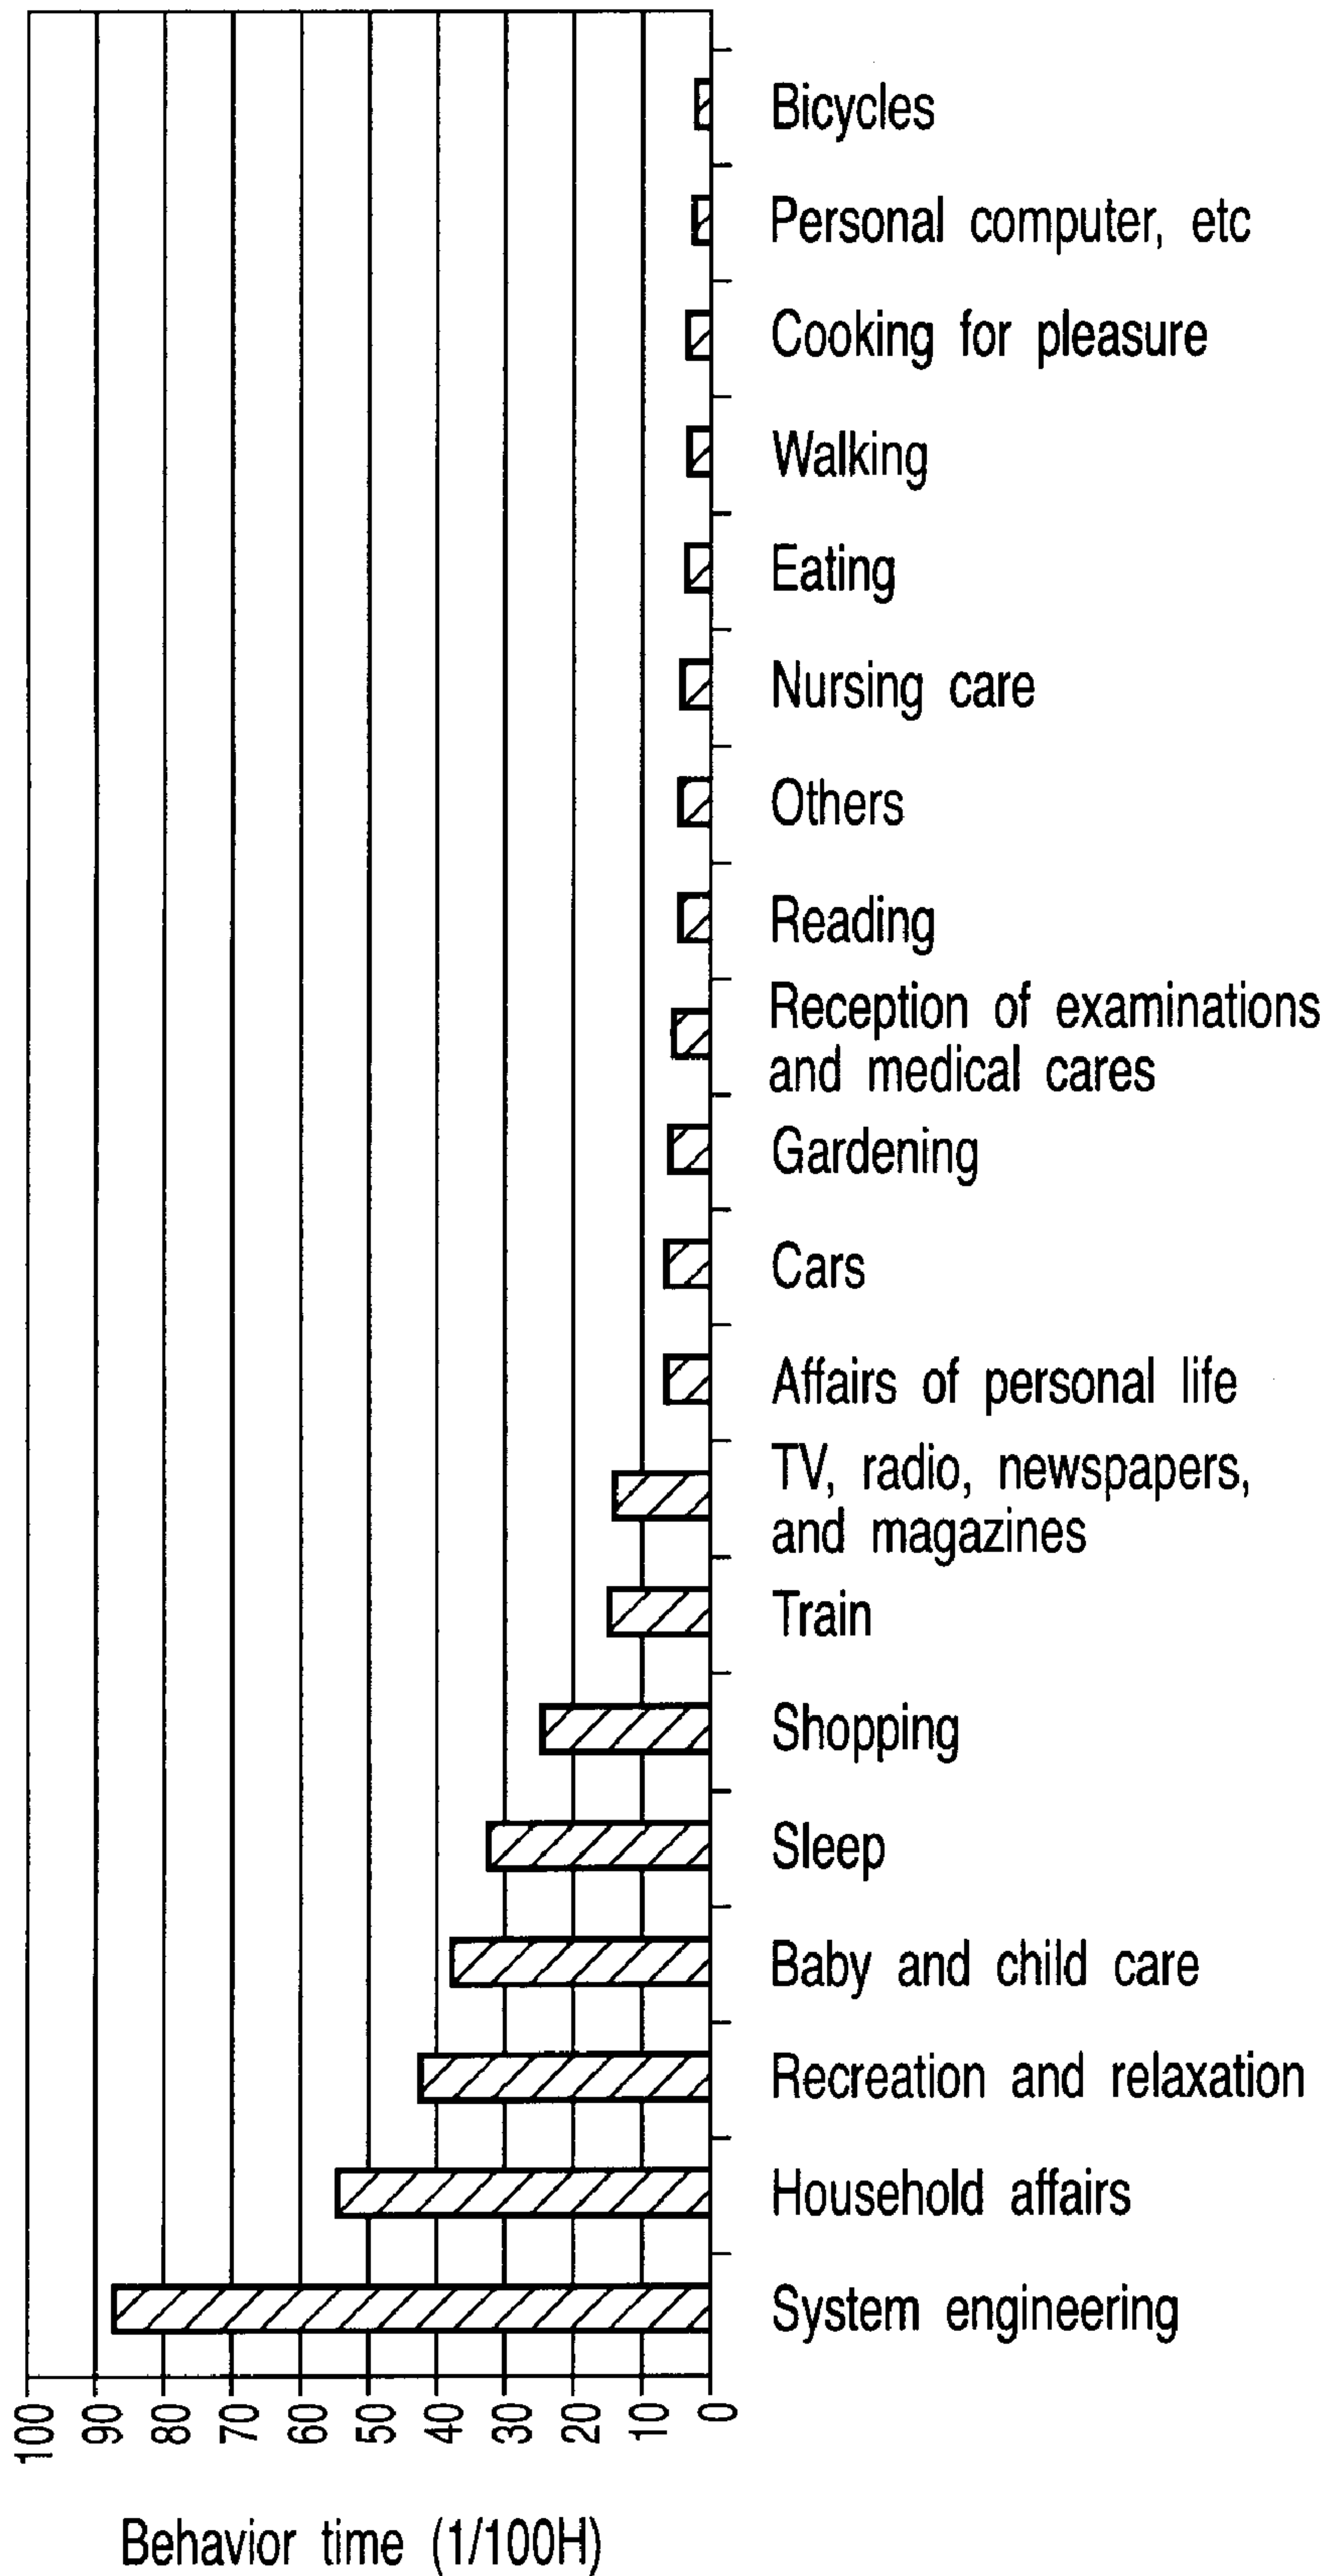 Bicycles
Personal computer, etc
Cooking for pleasure
Walking
Eating
Nursing care
Others
Reading
Reception of examinations
and medical cares
Gardening
Cars
Affairs of personal life
TV, radio, newspapers,
and magazines
Train
Shopping
Sleep
Baby and child care
Recreation and relaxation
Household affairs
System engineering
100 90 80 70 60 50 40 30 20 10 0
Behavior time (1/100H)